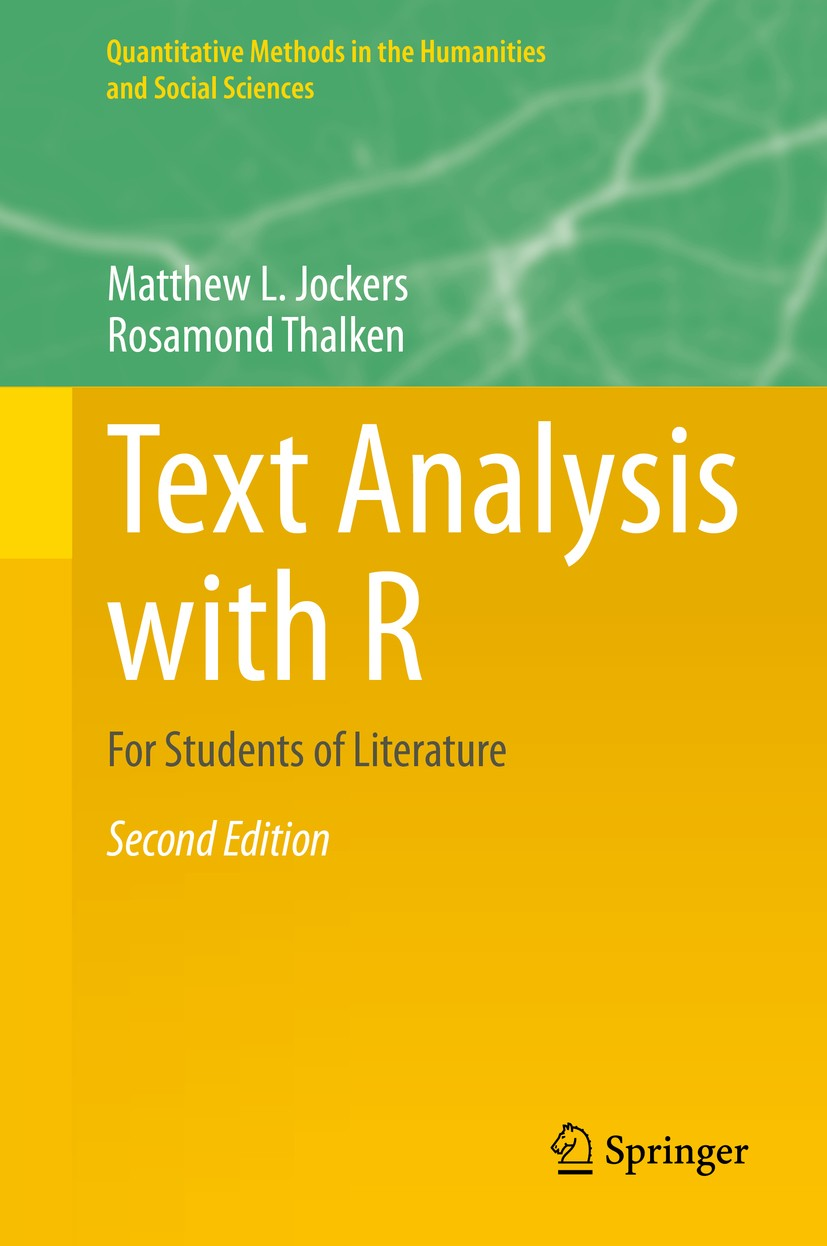 Quantitative Methods in the Humanities
and Social Sciences
Matthew L. Jockers
Rosamond Thalken
Text Analysis
with R
For Students of Literature
Second Edition
Springer